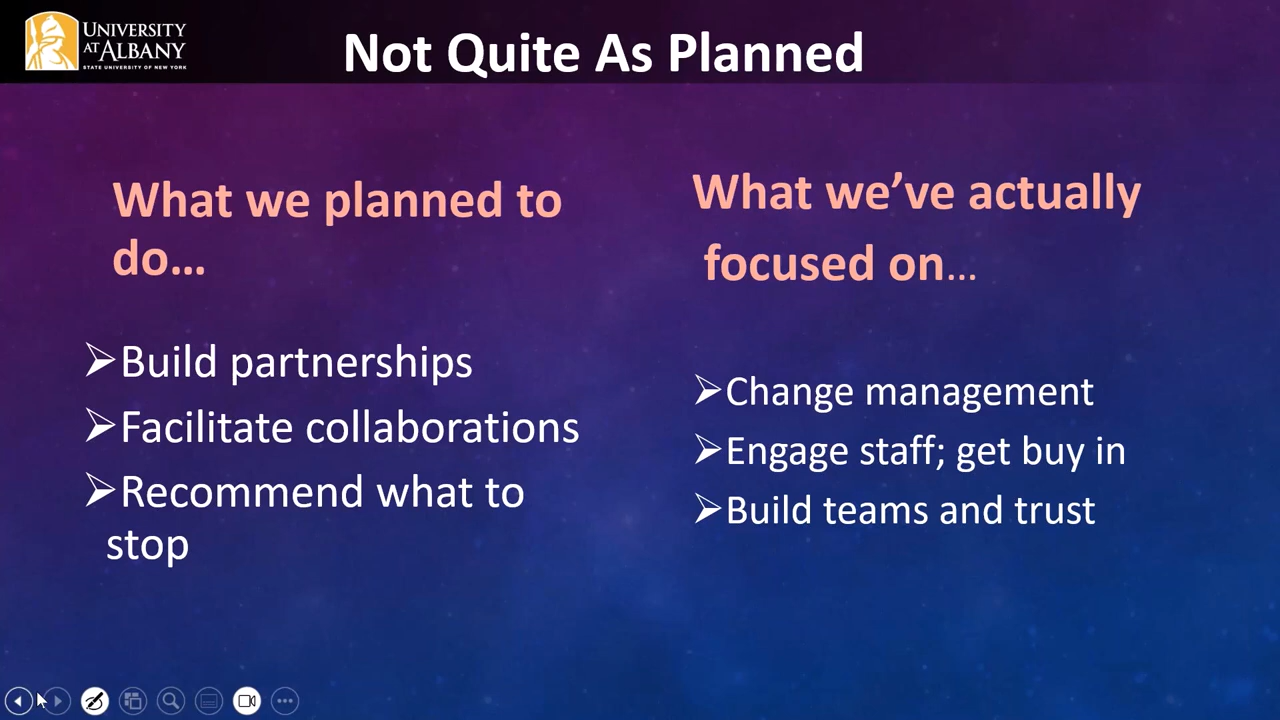 UNIVERSITY
AT ALBANY
STATE UNIVERSITY OF NEW YORK
Not Quite As Planned
What we planned to
do…
➢Build partnerships
➢Facilitate collaborations
➢Recommend what to
stop
What we’ve actually
focused on…
➢Change management
➢Engage staff; get buy in
➢Build teams and trust